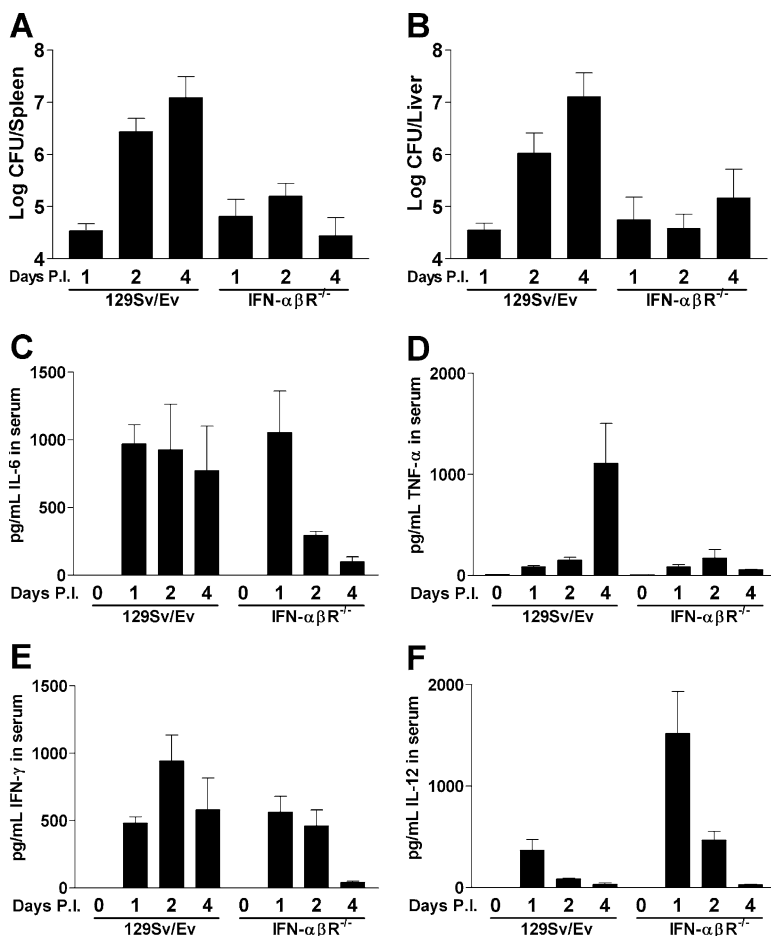 A
B
8
7
6
5
4
Log CFU/Spleen
8
7
6
5
4
Log CFU/Liver
Days P.I. 1 2 4 1 2 4
129Sv/Ev IFN-αβR-/-
Days P.I. 1 2 4 1 2 4
129Sv/Ev IFN-αβR-/-
C
D
1500
1000
500
0
pg/mL IL-6 in serum
2000
1000
0
pg/mL TNF-α in serum
Days P.I. 0 1 2 4 0 1 2 4
129Sv/Ev IFN-αβR-/-
Days P.I. 0 1 2 4 0 1 2 4
129Sv/Ev IFN-αβR-/-
E
F
1500
1000
500
0
pg/mL IFN-γ in serum
2000
1000
0
pg/mL IL-12 in serum
Days P.I. 0 1 2 4 0 1 2 4
129Sv/Ev IFN-αβR-/-
Days P.I. 0 1 2 4 0 1 2 4
129Sv/Ev IFN-αβR-/-